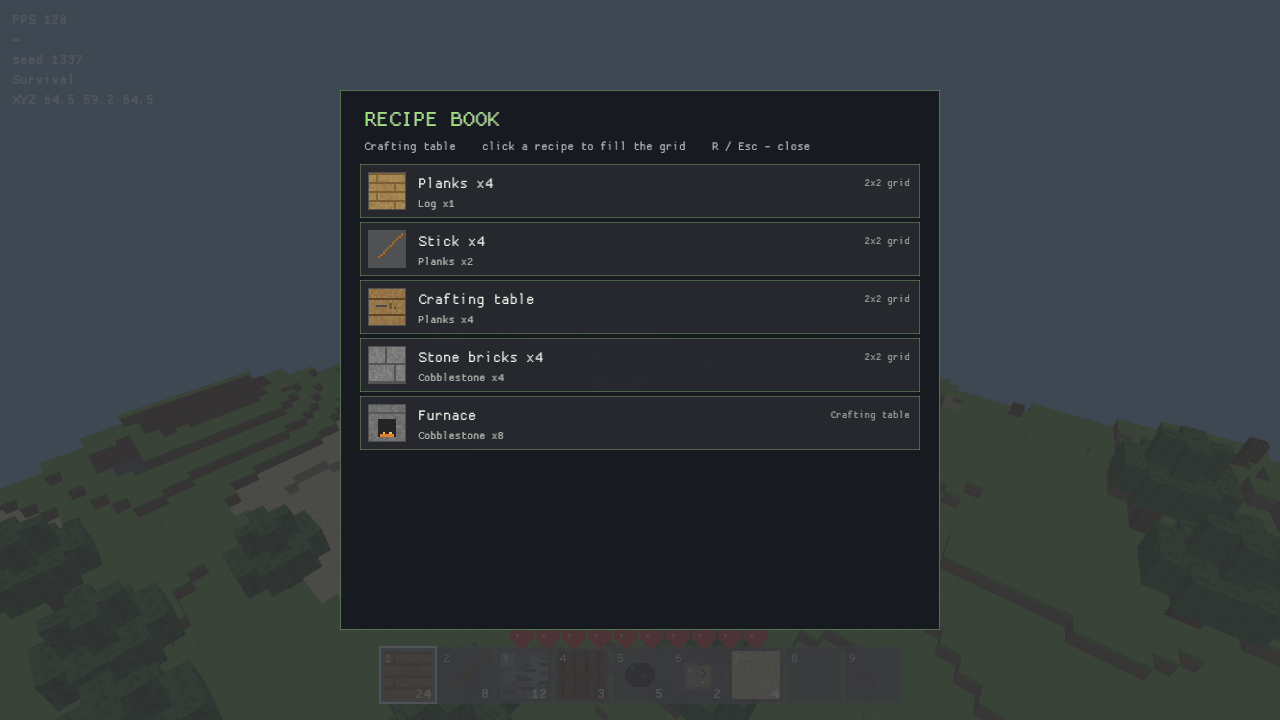 FPS 128
–
seed 1337
Survival
XYZ 64.5 59.2 64.5
RECIPE BOOK
Crafting table click a recipe to fill the grid R / Esc – close
Planks x4 2x2 grid
Log x1
Stick x4 2x2 grid
Planks x2
Crafting table 2x2 grid
Planks x4
Stone bricks x4 2x2 grid
Cobblestone x4
Furnace Crafting table
Cobblestone x8
1 2 3 4 5 6 8 9
24 8 12 3 5 2 4